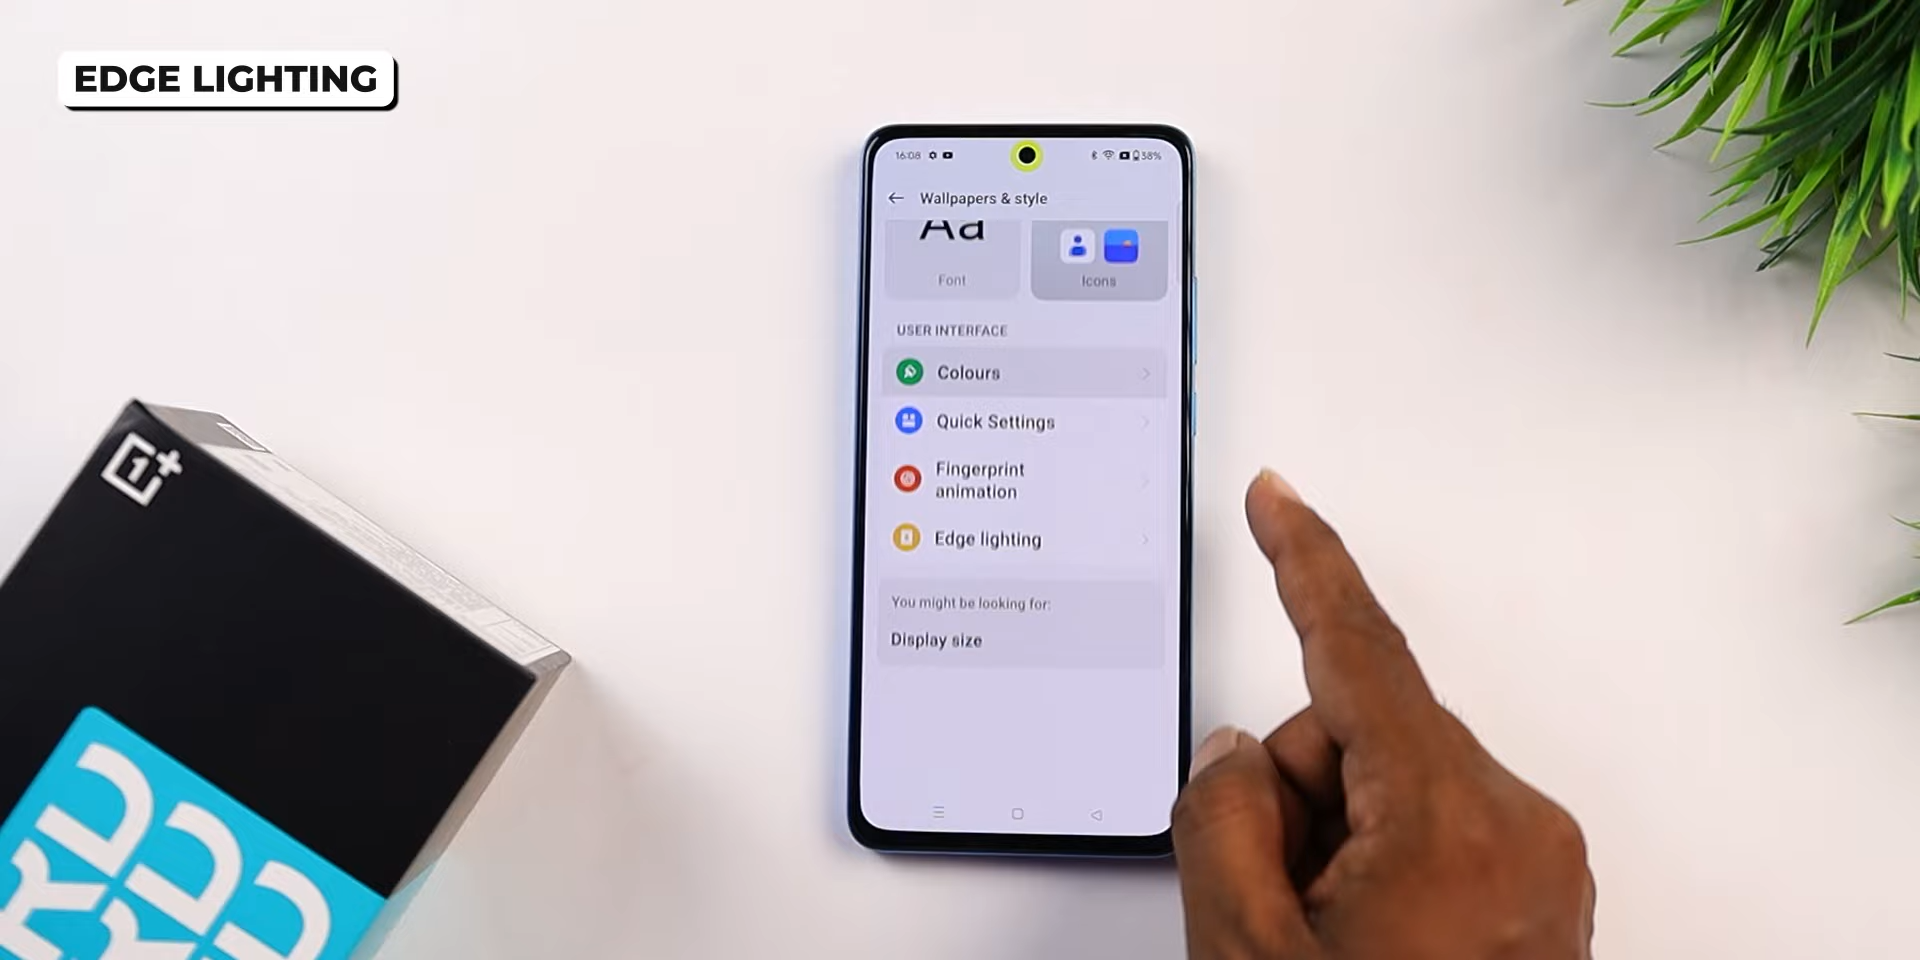 EDGE LIGHTING
16:08
38%
Wallpapers & style
Aa
Font
Icons
USER INTERFACE
Colours
Quick Settings
Fingerprint
animation
Edge lighting
You might be looking for:
Display size
1+